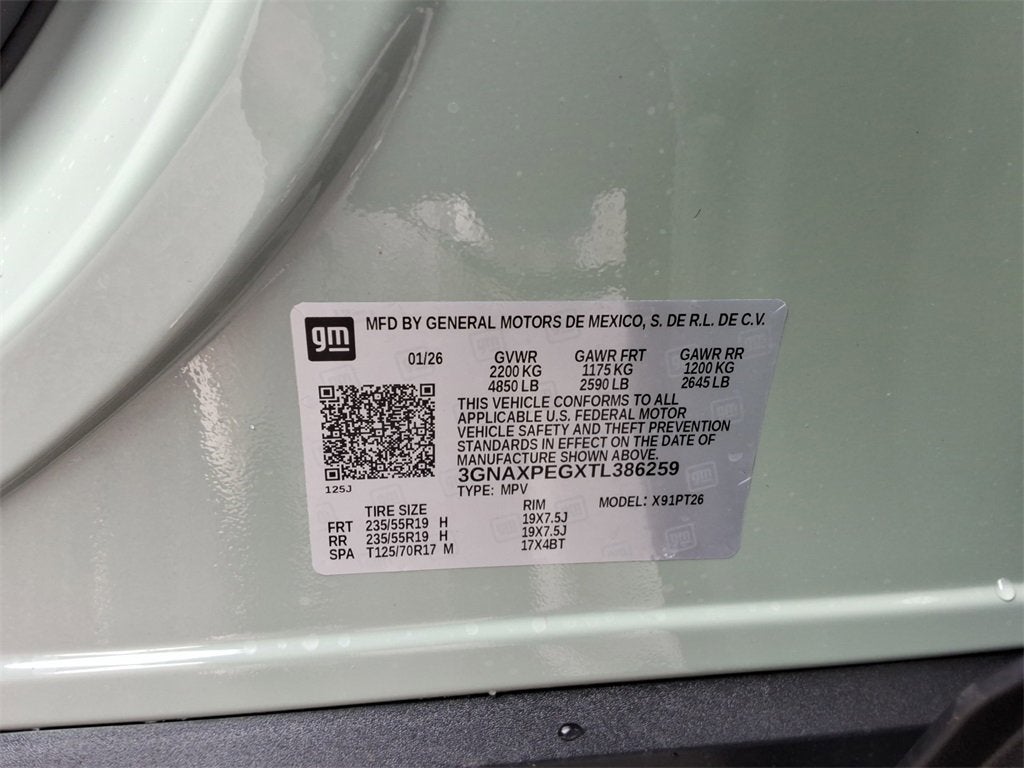 gm
MFD BY GENERAL MOTORS DE MEXICO, S. DE R.L. DE C.V.
01/26 GVWR GAWR FRT GAWR RR
2200 KG 1175 KG 1200 KG
4850 LB 2590 LB 2645 LB
THIS VEHICLE CONFORMS TO ALL
APPLICABLE U.S. FEDERAL MOTOR
VEHICLE SAFETY AND THEFT PREVENTION
STANDARDS IN EFFECT ON THE DATE OF
MANUFACTURE SHOWN ABOVE.
3GNAXPEGXTL386259
125J
TYPE: MPV MODEL: X91PT26
TIRE SIZE RIM
FRT 235/55R19 H 19X7.5J
RR 235/55R19 H 19X7.5J
SPA T125/70R17 M 17X4BT